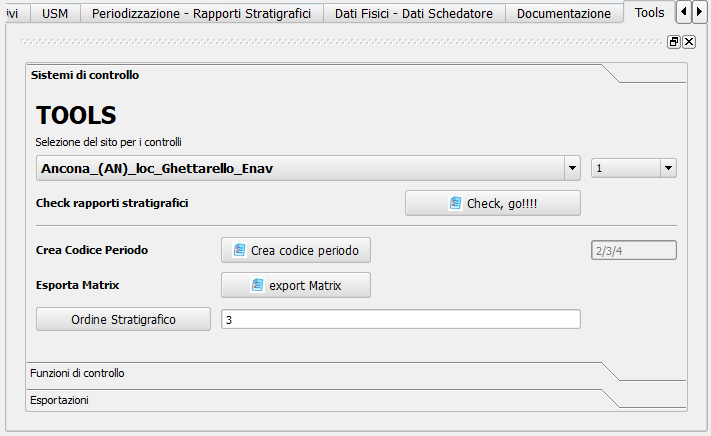 ivi USM Periodizzazione - Rapporti Stratigrafici Dati Fisici - Dati Schedatore Documentazione Tools
Sistemi di controllo
TOOLS
Selezione del sito per i controlli
Ancona_(AN)_loc_Ghettarello_Enav 1
Check rapporti stratigrafici Check, go!!!!
Crea Codice Periodo Crea codice periodo 2/3/4
Esporta Matrix export Matrix
Ordine Stratigrafico 3
Funzioni di controllo
Esportazioni